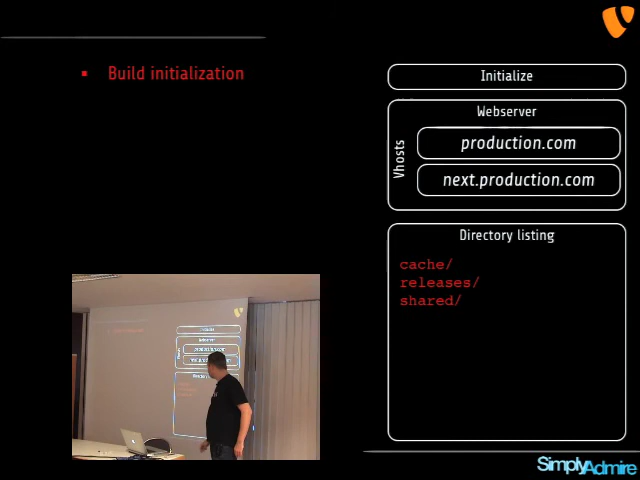 Build initialization
Initialize
Webserver
Vhosts
production.com
next.production.com
Directory listing
cache/
releases/
shared/
SimplyAdmire